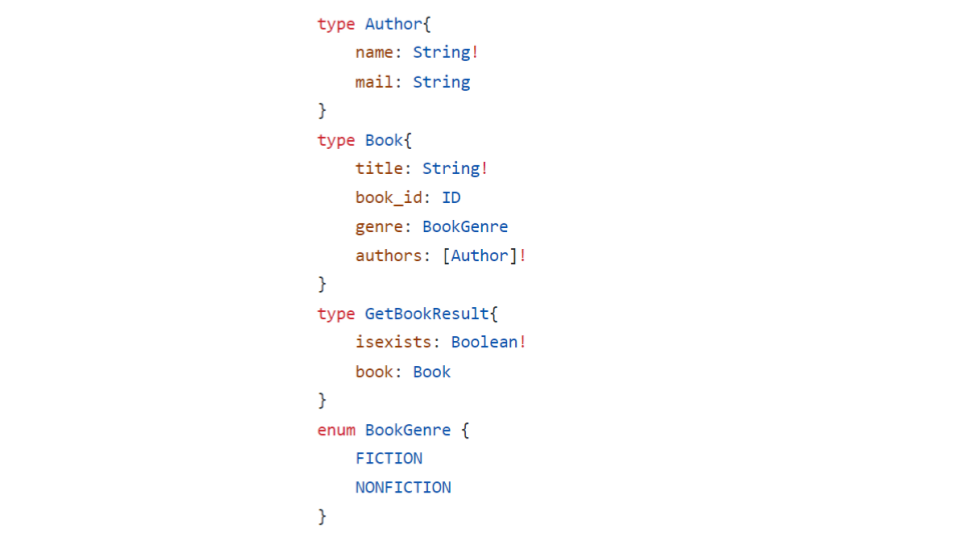 type Author{
    name: String!
    mail: String
}
type Book{
    title: String!
    book_id: ID
    genre: BookGenre
    authors: [Author]!
}
type GetBookResult{
    isexists: Boolean!
    book: Book
}
enum BookGenre {
    FICTION
    NONFICTION
}